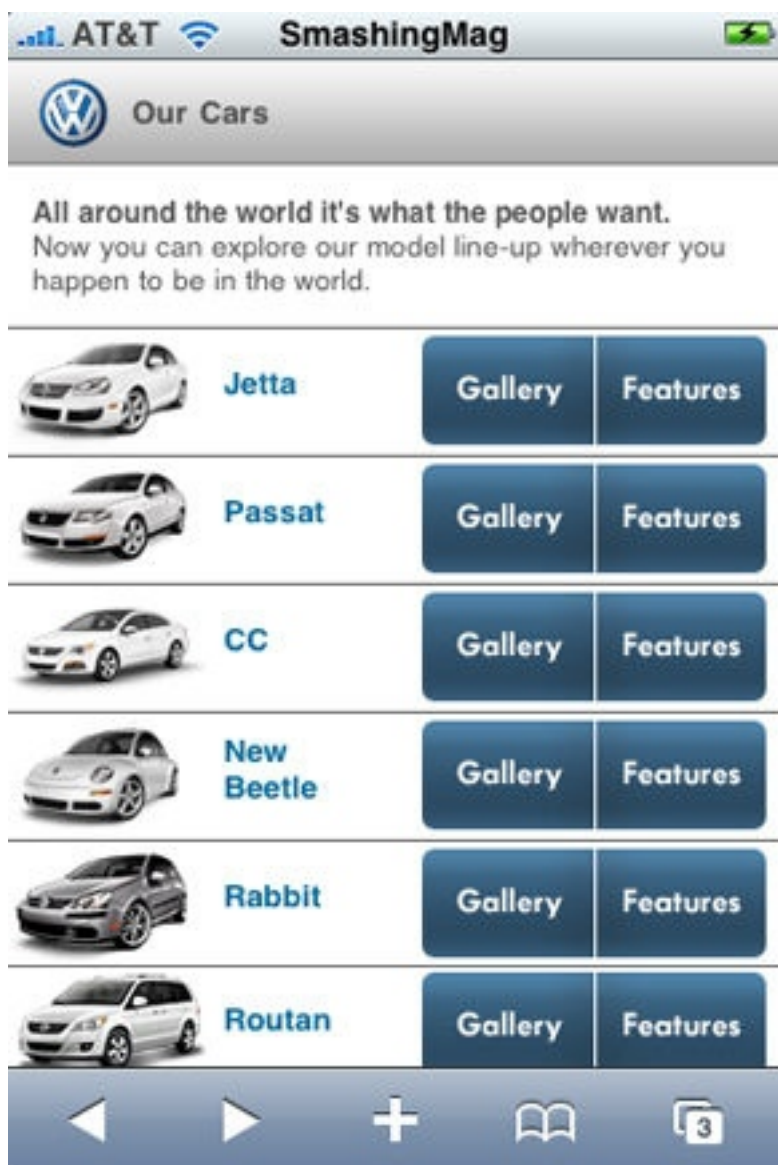 AT&T SmashingMag
Our Cars
All around the world it's what the people want.
Now you can explore our model line-up wherever you
happen to be in the world.
Jetta Gallery Features
Passat Gallery Features
CC Gallery Features
New
Beetle Gallery Features
Rabbit Gallery Features
Routan Gallery Features
3